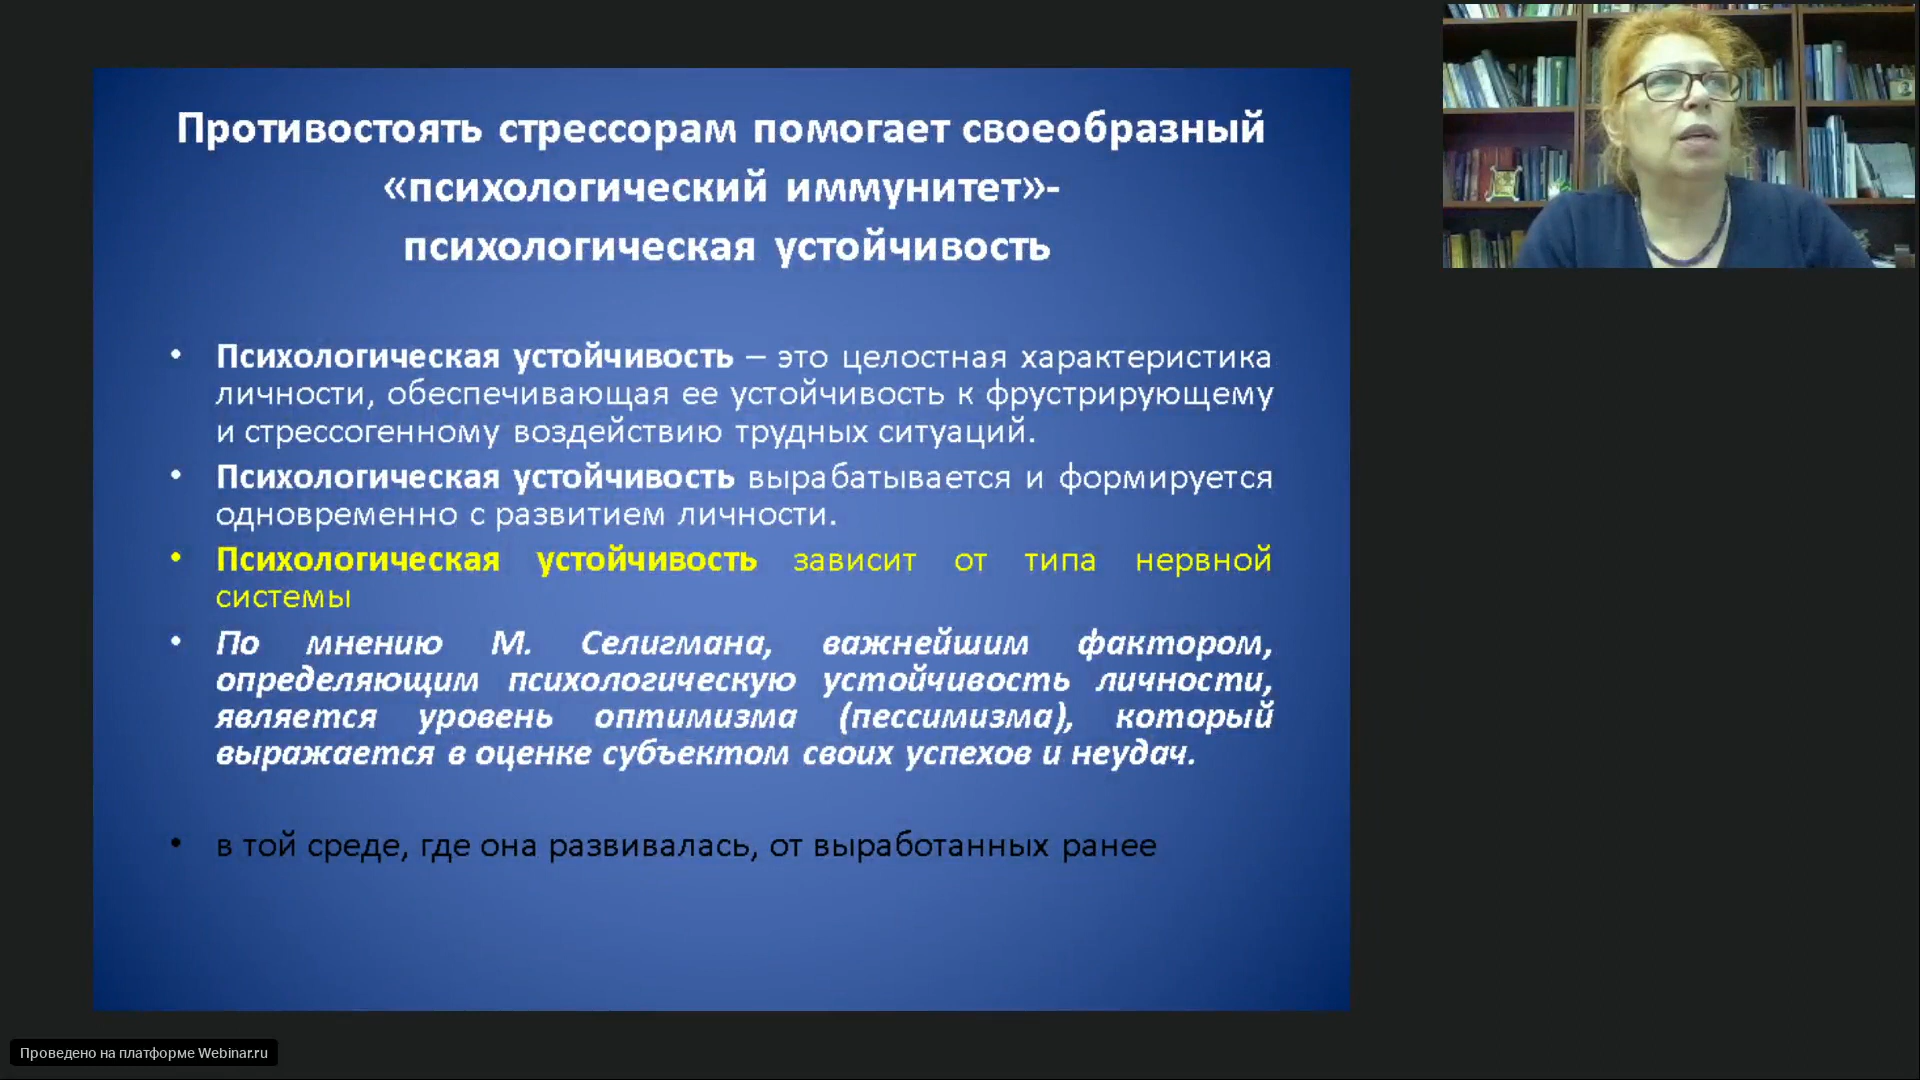 Противостоять стрессорам помогает своеобразный
«психологический иммунитет»-
психологическая устойчивость
• Психологическая устойчивость – это целостная характеристика
личности, обеспечивающая ее устойчивость к фрустрирующему
и стрессогенному воздействию трудных ситуаций.
• Психологическая устойчивость вырабатывается и формируется
одновременно с развитием личности.
• Психологическая устойчивость зависит от типа нервной
системы
• По мнению М. Селигмана, важнейшим фактором,
определяющим психологическую устойчивость личности,
является уровень оптимизма (пессимизма), который
выражается в оценке субъектом своих успехов и неудач.
• в той среде, где она развивалась, от выработанных ранее
Проведено на платформе Webinar.ru